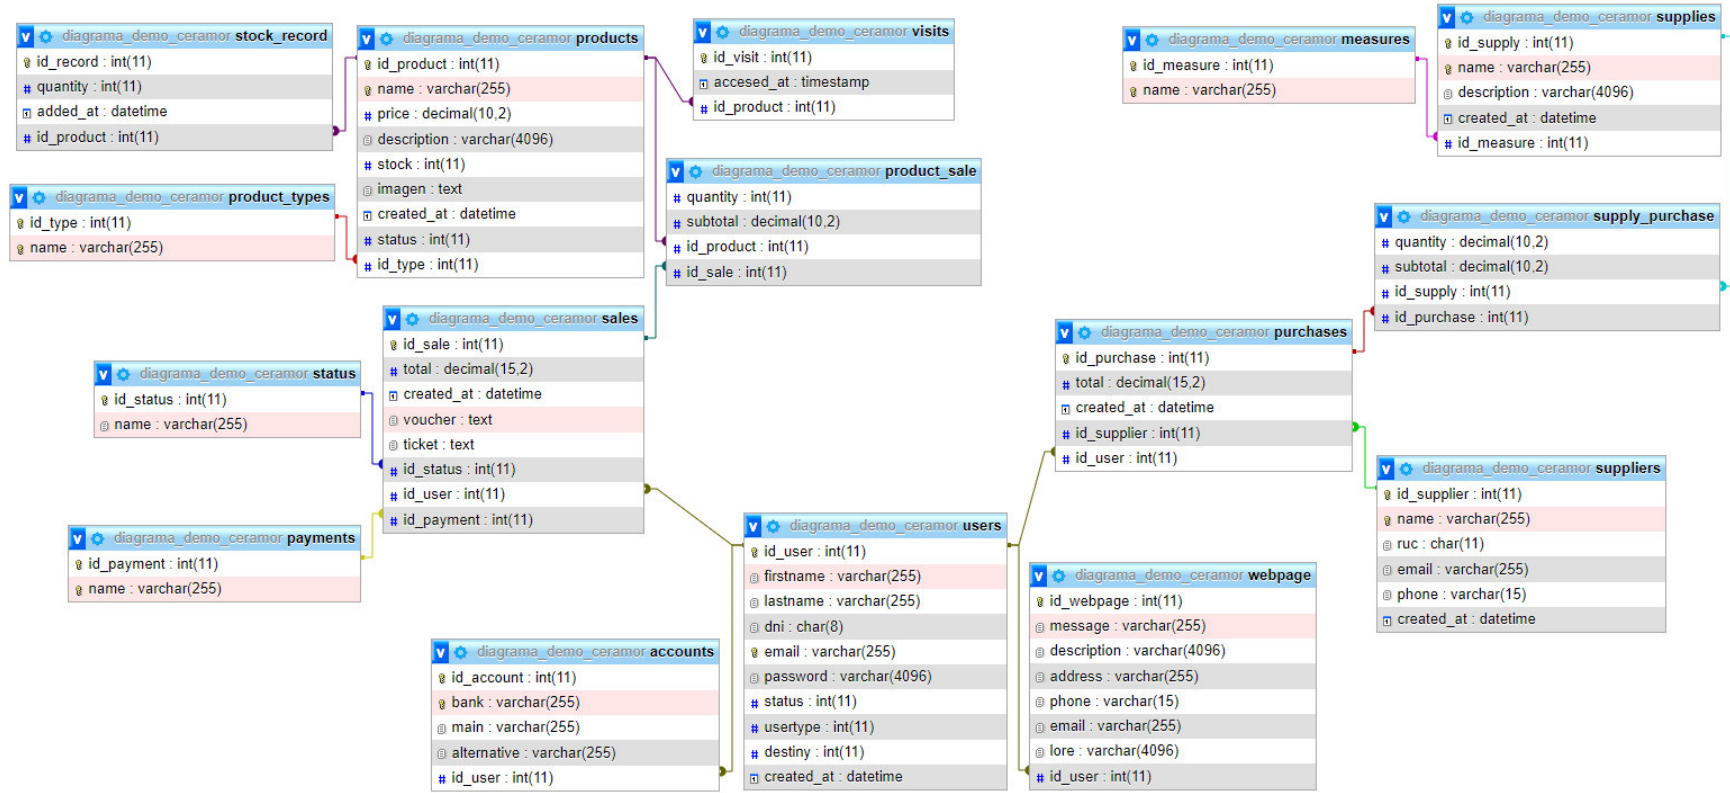 diagrama_demo_ceramor stock_record
id_record : int(11)
quantity : int(11)
added_at : datetime
id_product : int(11)
diagrama_demo_ceramor products
id_product : int(11)
name : varchar(255)
price : decimal(10,2)
description : varchar(4096)
stock : int(11)
imagen : text
created_at : datetime
status : int(11)
id_type : int(11)
diagrama_demo_ceramor visits
id_visit : int(11)
accesed_at : timestamp
id_product : int(11)
diagrama_demo_ceramor measures
id_measure : int(11)
name : varchar(255)
diagrama_demo_ceramor supplies
id_supply : int(11)
name : varchar(255)
description : varchar(4096)
created_at : datetime
id_measure : int(11)
diagrama_demo_ceramor product_types
id_type : int(11)
name : varchar(255)
diagrama_demo_ceramor product_sale
quantity : int(11)
subtotal : decimal(10,2)
id_product : int(11)
id_sale : int(11)
diagrama_demo_ceramor supply_purchase
quantity : decimal(10,2)
subtotal : decimal(10,2)
id_supply : int(11)
id_purchase : int(11)
diagrama_demo_ceramor sales
id_sale : int(11)
total : decimal(15,2)
created_at : datetime
voucher : text
ticket : text
id_status : int(11)
id_user : int(11)
id_payment : int(11)
diagrama_demo_ceramor purchases
id_purchase : int(11)
total : decimal(15,2)
created_at : datetime
id_supplier : int(11)
id_user : int(11)
diagrama_demo_ceramor status
id_status : int(11)
name : varchar(255)
diagrama_demo_ceramor suppliers
id_supplier : int(11)
name : varchar(255)
ruc : char(11)
email : varchar(255)
phone : varchar(15)
created_at : datetime
diagrama_demo_ceramor payments
id_payment : int(11)
name : varchar(255)
diagrama_demo_ceramor users
id_user : int(11)
firstname : varchar(255)
lastname : varchar(255)
dni : char(8)
email : varchar(255)
password : varchar(4096)
status : int(11)
usertype : int(11)
destiny : int(11)
created_at : datetime
diagrama_demo_ceramor webpage
id_webpage : int(11)
message : varchar(255)
description : varchar(4096)
address : varchar(255)
phone : varchar(15)
email : varchar(255)
lore : varchar(4096)
id_user : int(11)
diagrama_demo_ceramor accounts
id_account : int(11)
bank : varchar(255)
main : varchar(255)
alternative : varchar(255)
id_user : int(11)